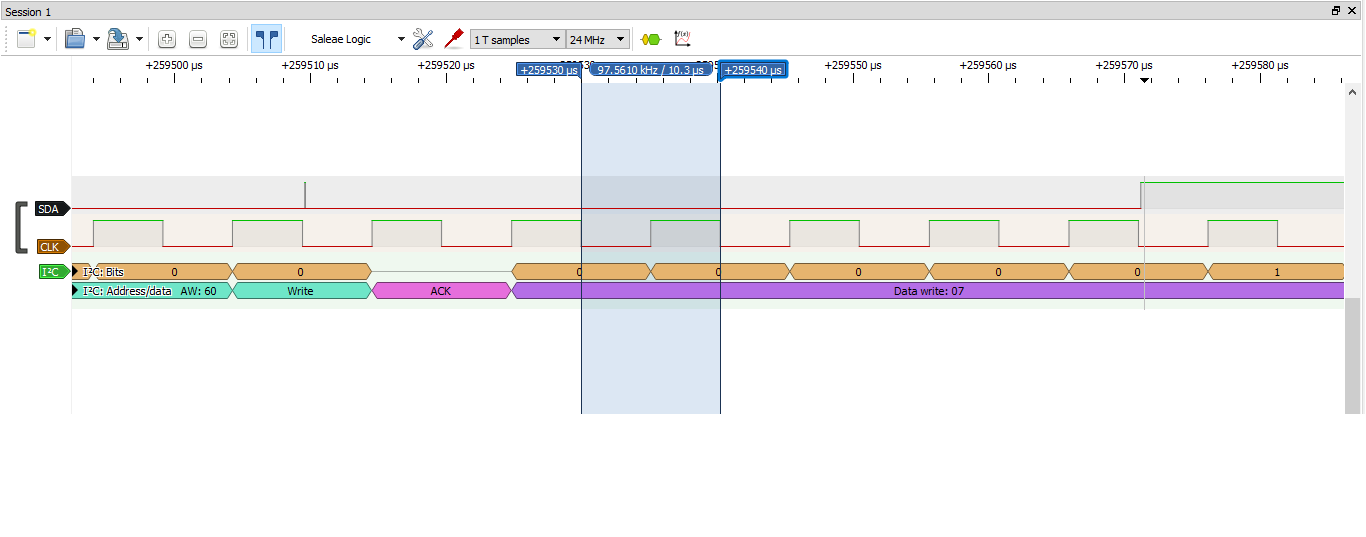 Session 1
Saleae Logic 1 T samples 24 MHz
+259500 µs +259510 µs +259520 µs +259530 µs 97.5610 kHz / 10.3 µs +259540 µs +259550 µs +259560 µs +259570 µs +259580 µs
SDA
CLK
I²C I²C: Bits 0 0 0 0 0 0 0 1
I²C: Address/data AW: 60 Write ACK Data write: 07